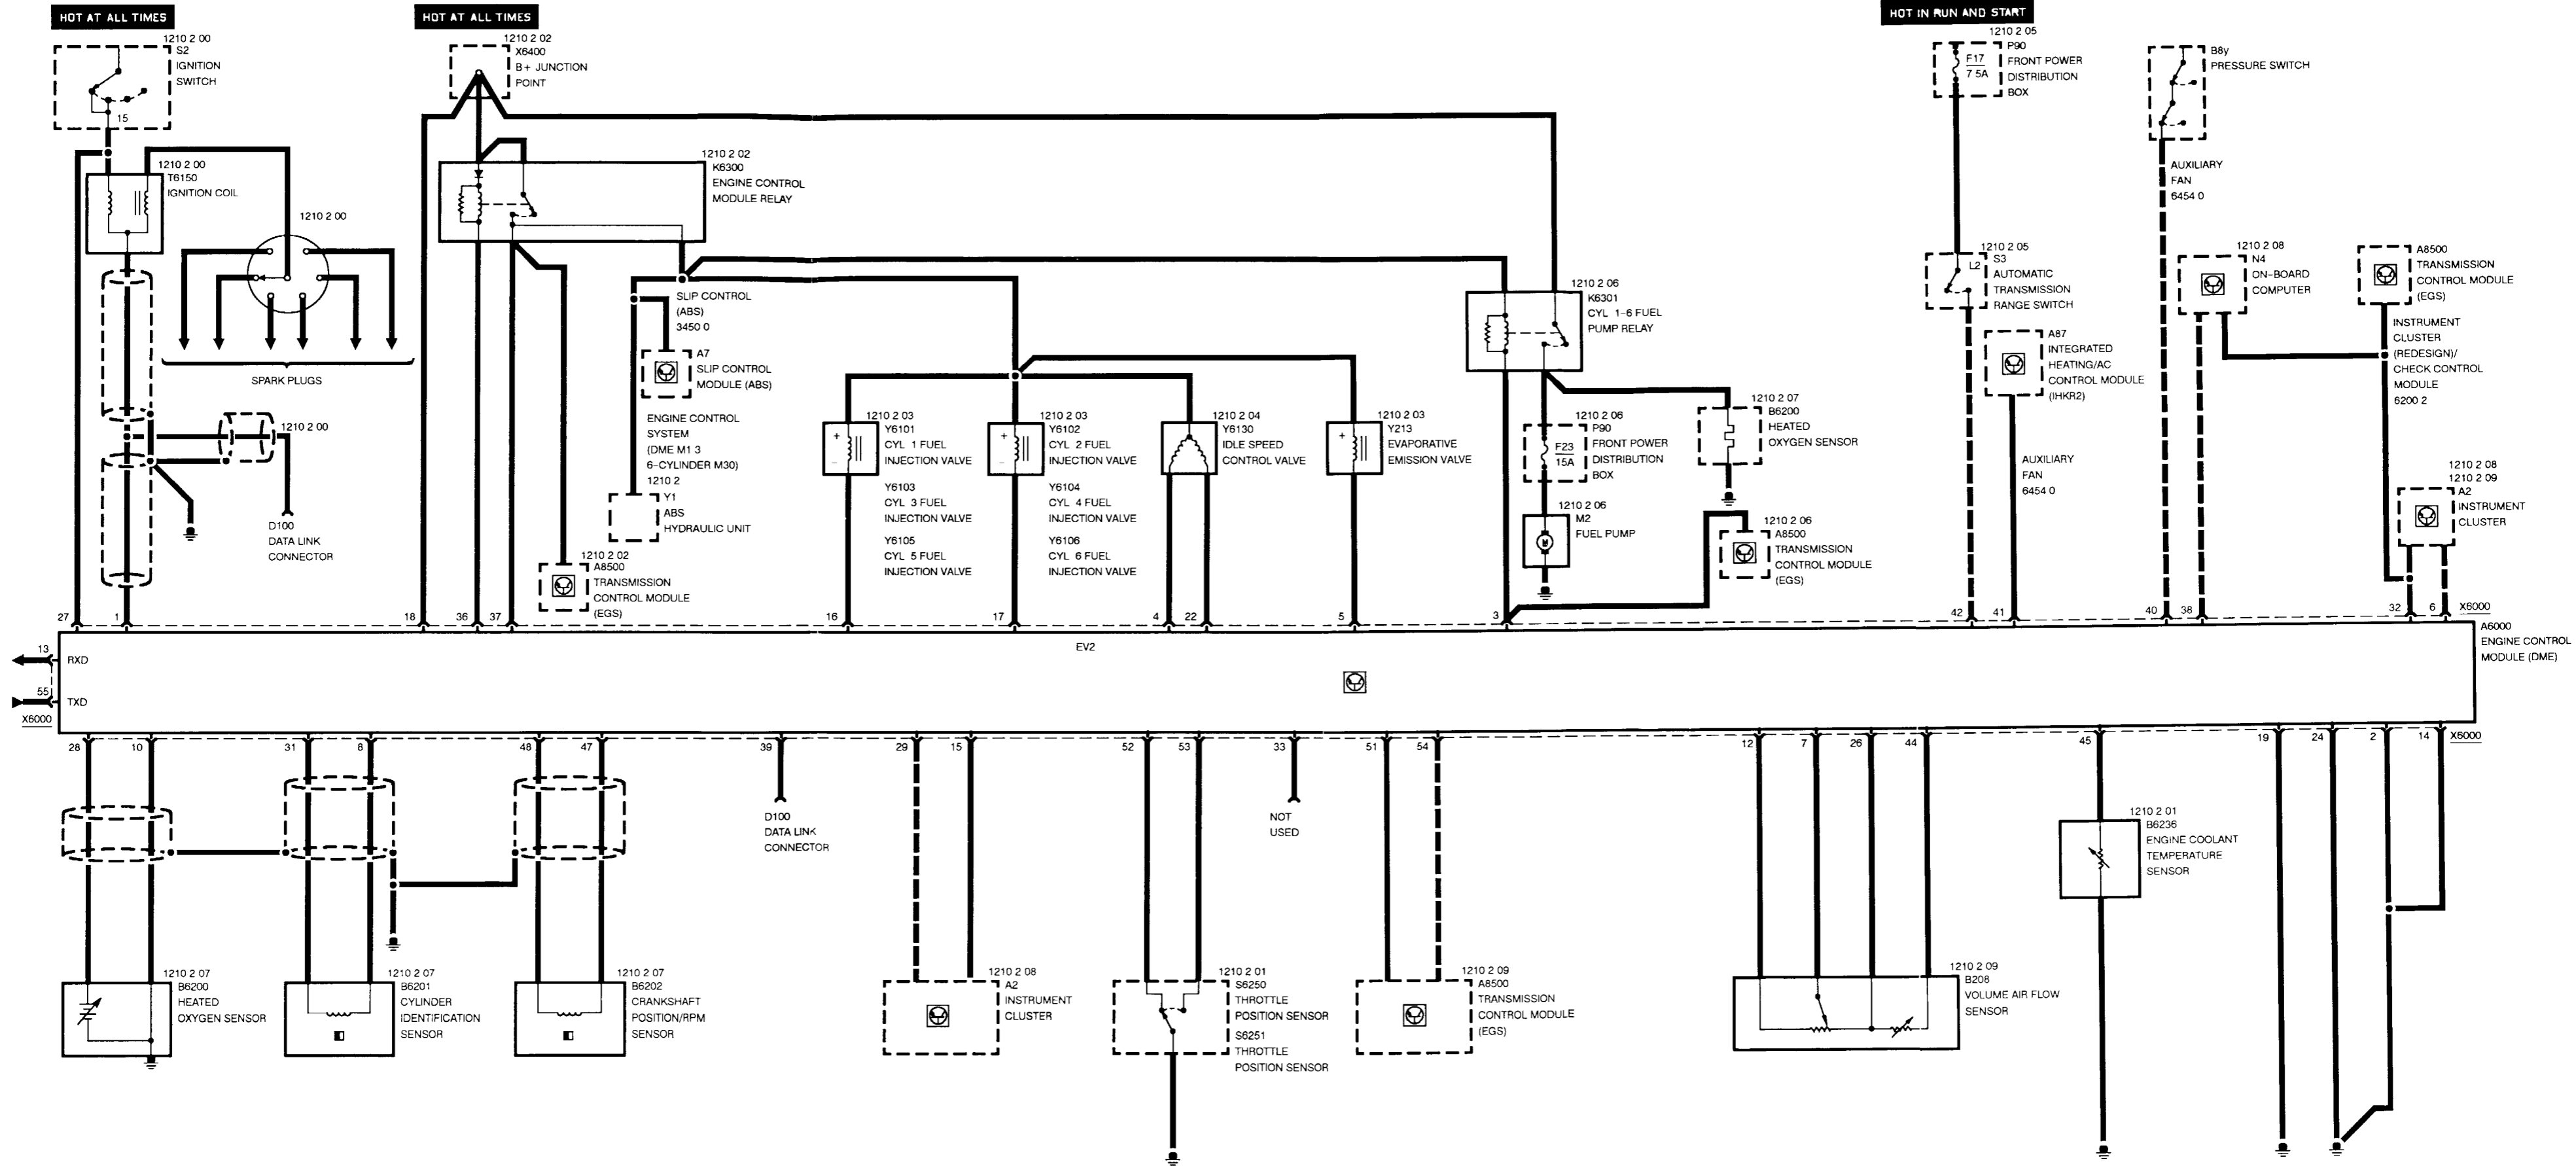 HOT AT ALL TIMES
1210 2 00
S2
IGNITION
SWITCH
15
1210 2 00
T6150
IGNITION COIL
1210 2 00
SPARK PLUGS
1210 2 00
D100
DATA LINK
CONNECTOR
HOT AT ALL TIMES
1210 2 02
X6400
B+ JUNCTION
POINT
1210 2 02
K6300
ENGINE CONTROL
MODULE RELAY
SLIP CONTROL
(ABS)
3450 0
A7
SLIP CONTROL
MODULE (ABS)
ENGINE CONTROL
SYSTEM
(DME M1 3
6-CYLINDER M30)
1210 2
Y1
ABS
HYDRAULIC UNIT
1210 2 02
A8500
TRANSMISSION
CONTROL MODULE
(EGS)
1210 2 03
Y6101
CYL 1 FUEL
INJECTION VALVE
+
−
Y6103
CYL 3 FUEL
INJECTION VALVE
Y6105
CYL 5 FUEL
INJECTION VALVE
1210 2 03
Y6102
CYL 2 FUEL
INJECTION VALVE
+
−
Y6104
CYL 4 FUEL
INJECTION VALVE
Y6106
CYL 6 FUEL
INJECTION VALVE
1210 2 04
Y6130
IDLE SPEED
CONTROL VALVE
1210 2 03
Y213
EVAPORATIVE
EMISSION VALVE
+
1210 2 06
K6301
CYL 1-6 FUEL
PUMP RELAY
1210 2 06
P90
FRONT POWER
DISTRIBUTION
BOX
F23
15A
1210 2 07
B6200
HEATED
OXYGEN SENSOR
1210 2 06
M2
FUEL PUMP
M
1210 2 06
A8500
TRANSMISSION
CONTROL MODULE
(EGS)
HOT IN RUN AND START
1210 2 05
P90
FRONT POWER
DISTRIBUTION
BOX
F17
7 5A
1210 2 05
S3
AUTOMATIC
TRANSMISSION
RANGE SWITCH
L2
A87
INTEGRATED
HEATING/AC
CONTROL MODULE
(IHKR2)
AUXILIARY
FAN
6454 0
B8y
PRESSURE SWITCH
AUXILIARY
FAN
6454 0
1210 2 08
N4
ON-BOARD
COMPUTER
A8500
TRANSMISSION
CONTROL MODULE
(EGS)
INSTRUMENT
CLUSTER
(REDESIGN)/
CHECK CONTROL
MODULE
6200 2
1210 2 08
1210 2 09
A2
INSTRUMENT
CLUSTER
27 1 18 36 37 16 17 4 22 5 3 42 41 40 38 32 6 X6000
A6000
ENGINE CONTROL
MODULE (DME)
EV2
13 RXD
55 TXD
X6000
28 10 31 8 48 47 39 29 15 52 53 33 51 54 12 7 26 44 45 19 24 2 14 X6000
D100
DATA LINK
CONNECTOR
NOT
USED
1210 2 01
B6236
ENGINE COOLANT
TEMPERATURE
SENSOR
1210 2 07
B6200
HEATED
OXYGEN SENSOR
1210 2 07
B6201
CYLINDER
IDENTIFICATION
SENSOR
1210 2 07
B6202
CRANKSHAFT
POSITION/RPM
SENSOR
1210 2 08
A2
INSTRUMENT
CLUSTER
1210 2 01
S6250
THROTTLE
POSITION SENSOR
S6251
THROTTLE
POSITION SENSOR
1210 2 09
A8500
TRANSMISSION
CONTROL MODULE
(EGS)
1210 2 09
B208
VOLUME AIR FLOW
SENSOR